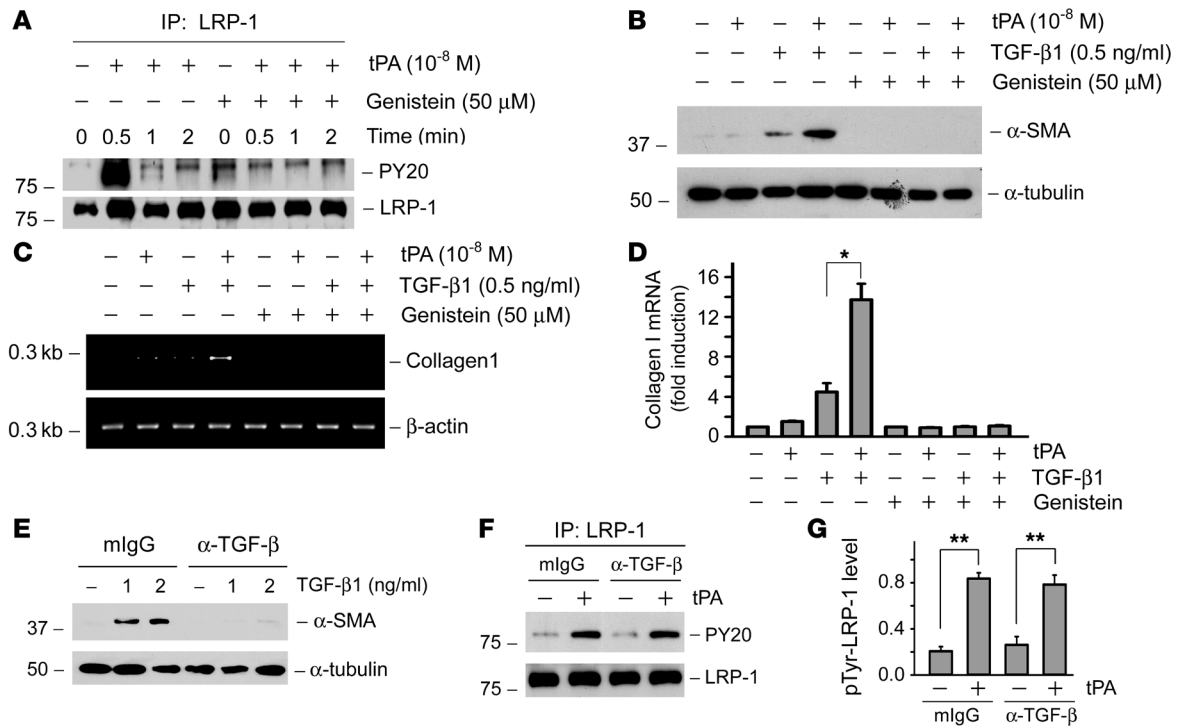 A
IP: LRP-1
– + + + – + + + tPA (10⁻⁸ M)
– – – – + + + + Genistein (50 μM)
0 0.5 1 2 0 0.5 1 2 Time (min)
– PY20
75 –
– LRP-1
75 –
B
– + – + – + – + tPA (10⁻⁸ M)
– – + + – – + + TGF-β1 (0.5 ng/ml)
– – – – + + + + Genistein (50 μM)
37 – – α-SMA
50 – – α-tubulin
C
– + – + – + – + tPA (10⁻⁸ M)
– – + + – – + + TGF-β1 (0.5 ng/ml)
– – – – + + + + Genistein (50 μM)
0.3 kb – – Collagen1
0.3 kb – – β-actin
D
*
Collagen I mRNA
(fold induction)
16
12
8
4
0
– + – + – + – + tPA
– – + + – – + + TGF-β1
– – – – + + + + Genistein
E
mIgG α-TGF-β
– 1 2 – 1 2 TGF-β1 (ng/ml)
37 – – α-SMA
50 – – α-tubulin
F
IP: LRP-1
mIgG α-TGF-β
– + – + tPA
75 – – PY20
75 – – LRP-1
G
** **
pTyr-LRP-1 level
0.8
0.4
0.0
– + – + tPA
mIgG α-TGF-β